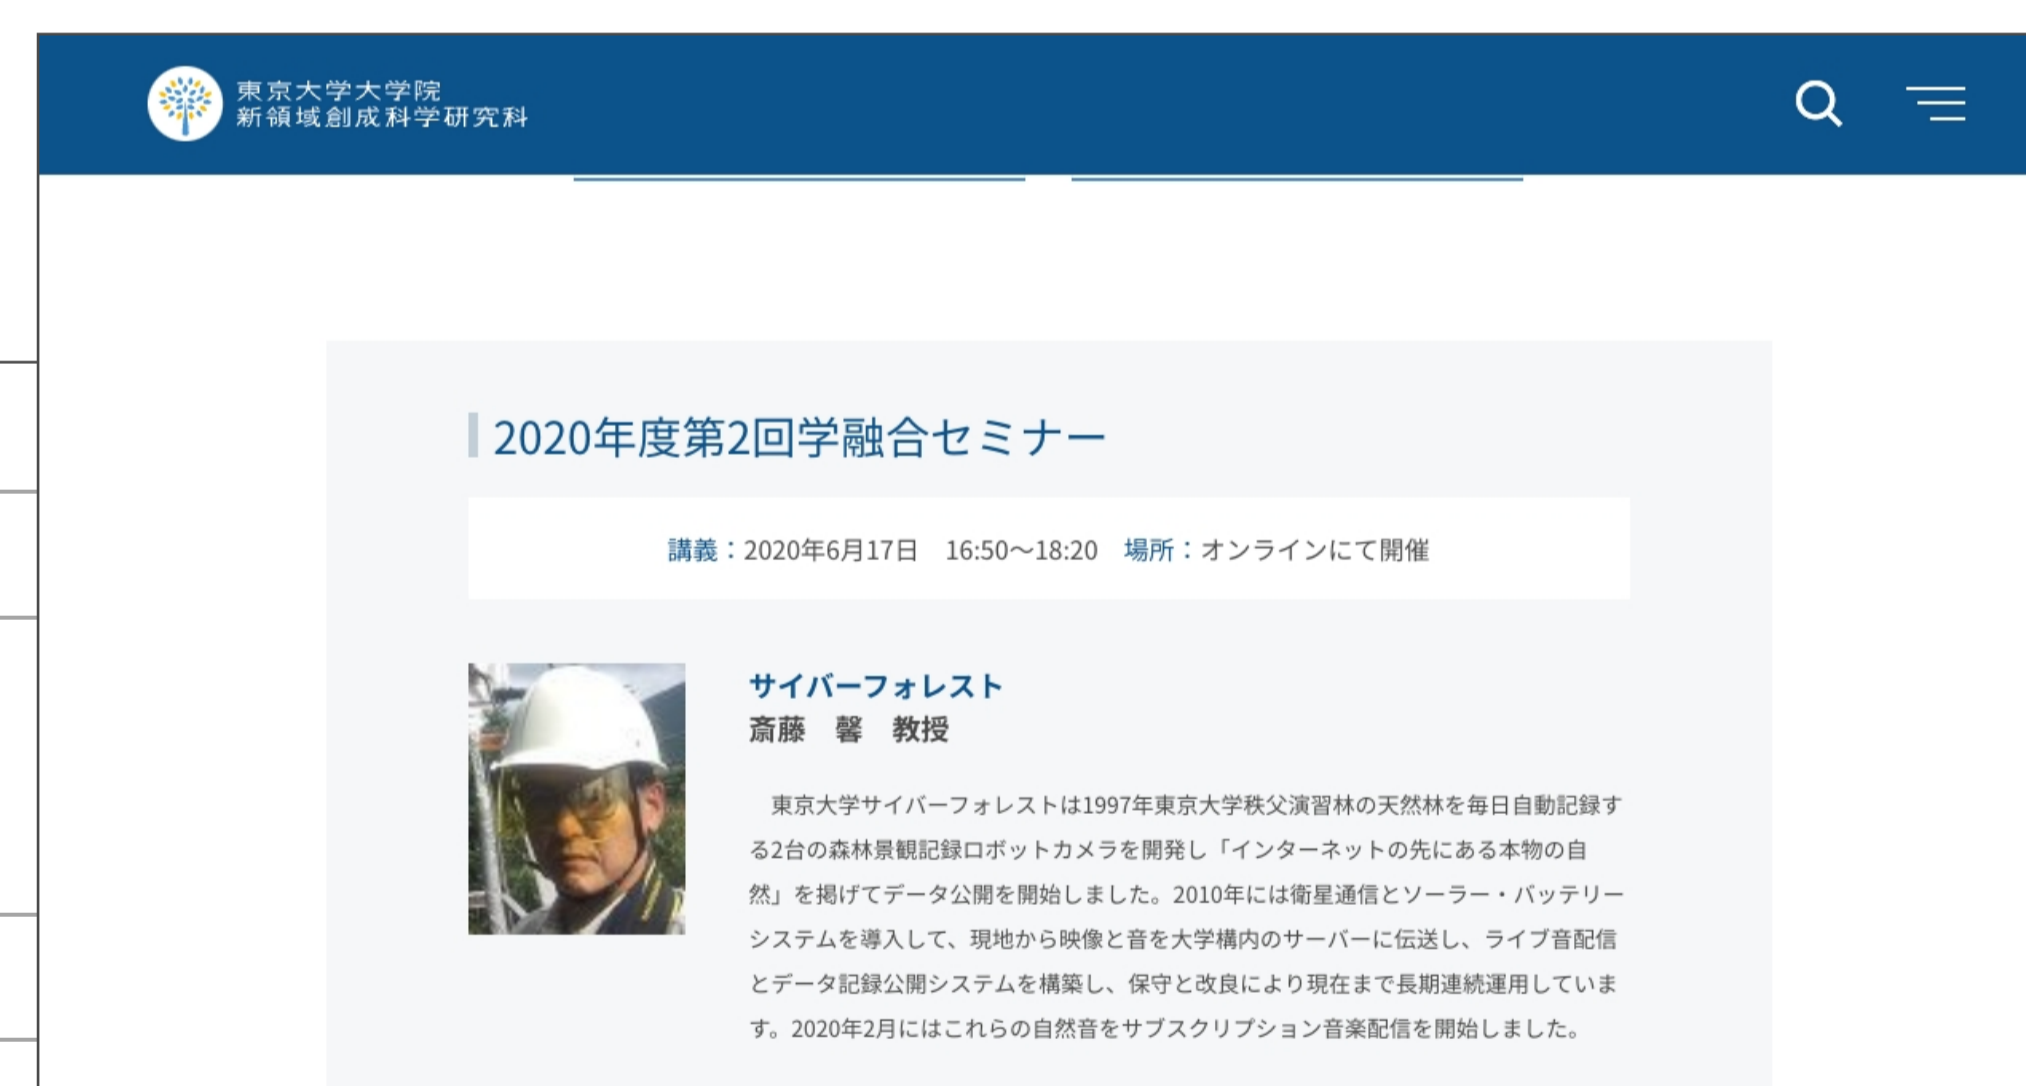 東京大学大学院
新領域創成科学研究科
2020年度第2回学融合セミナー
講義：2020年6月17日　16:50〜18:20　場所：オンラインにて開催
サイバーフォレスト
斎藤　馨　教授
　東京大学サイバーフォレストは1997年東京大学秩父演習林の天然林を毎日自動記録す
る2台の森林景観記録ロボットカメラを開発し「インターネットの先にある本物の自
然」を掲げてデータ公開を開始しました。2010年には衛星通信とソーラー・バッテリー
システムを導入して、現地から映像と音を大学構内のサーバーに伝送し、ライブ音配信
とデータ記録公開システムを構築し、保守と改良により現在まで長期連続運用していま
す。2020年2月にはこれらの自然音をサブスクリプション音楽配信を開始しました。